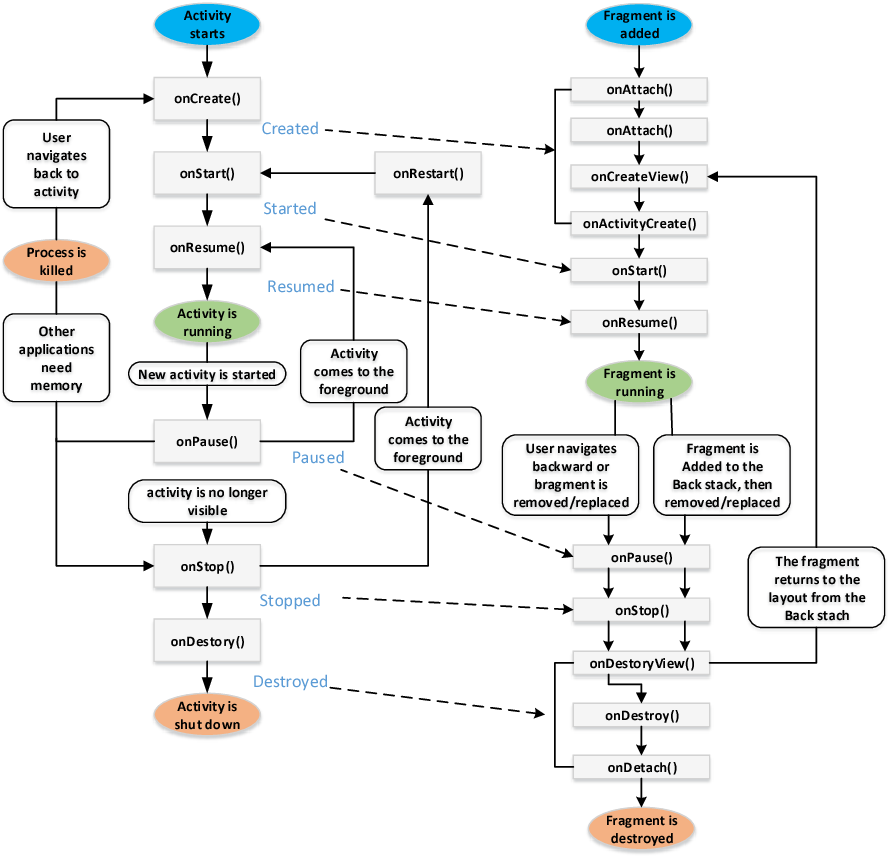 Activity
starts
onCreate()
User
navigates
back to
activity
onStart()
onRestart()
Process is
killed
onResume()
Other
applications
need
memory
Activity is
running
New activity is started
Activity
comes to the
foreground
onPause()
Activity
comes to the
foreground
activity is no longer
visible
onStop()
onDestory()
Activity is
shut down
Created
Started
Resumed
Paused
Stopped
Destroyed
Fragment is
added
onAttach()
onAttach()
onCreateView()
onActivityCreate()
onStart()
onResume()
Fragment is
running
User navigates
backward or
bragment is
removed/replaced
Fragment is
Added to the
Back stack, then
removed/replaced
onPause()
onStop()
The fragment
returns to the
layout from the
Back stach
onDestoryView()
onDestroy()
onDetach()
Fragment is
destroyed